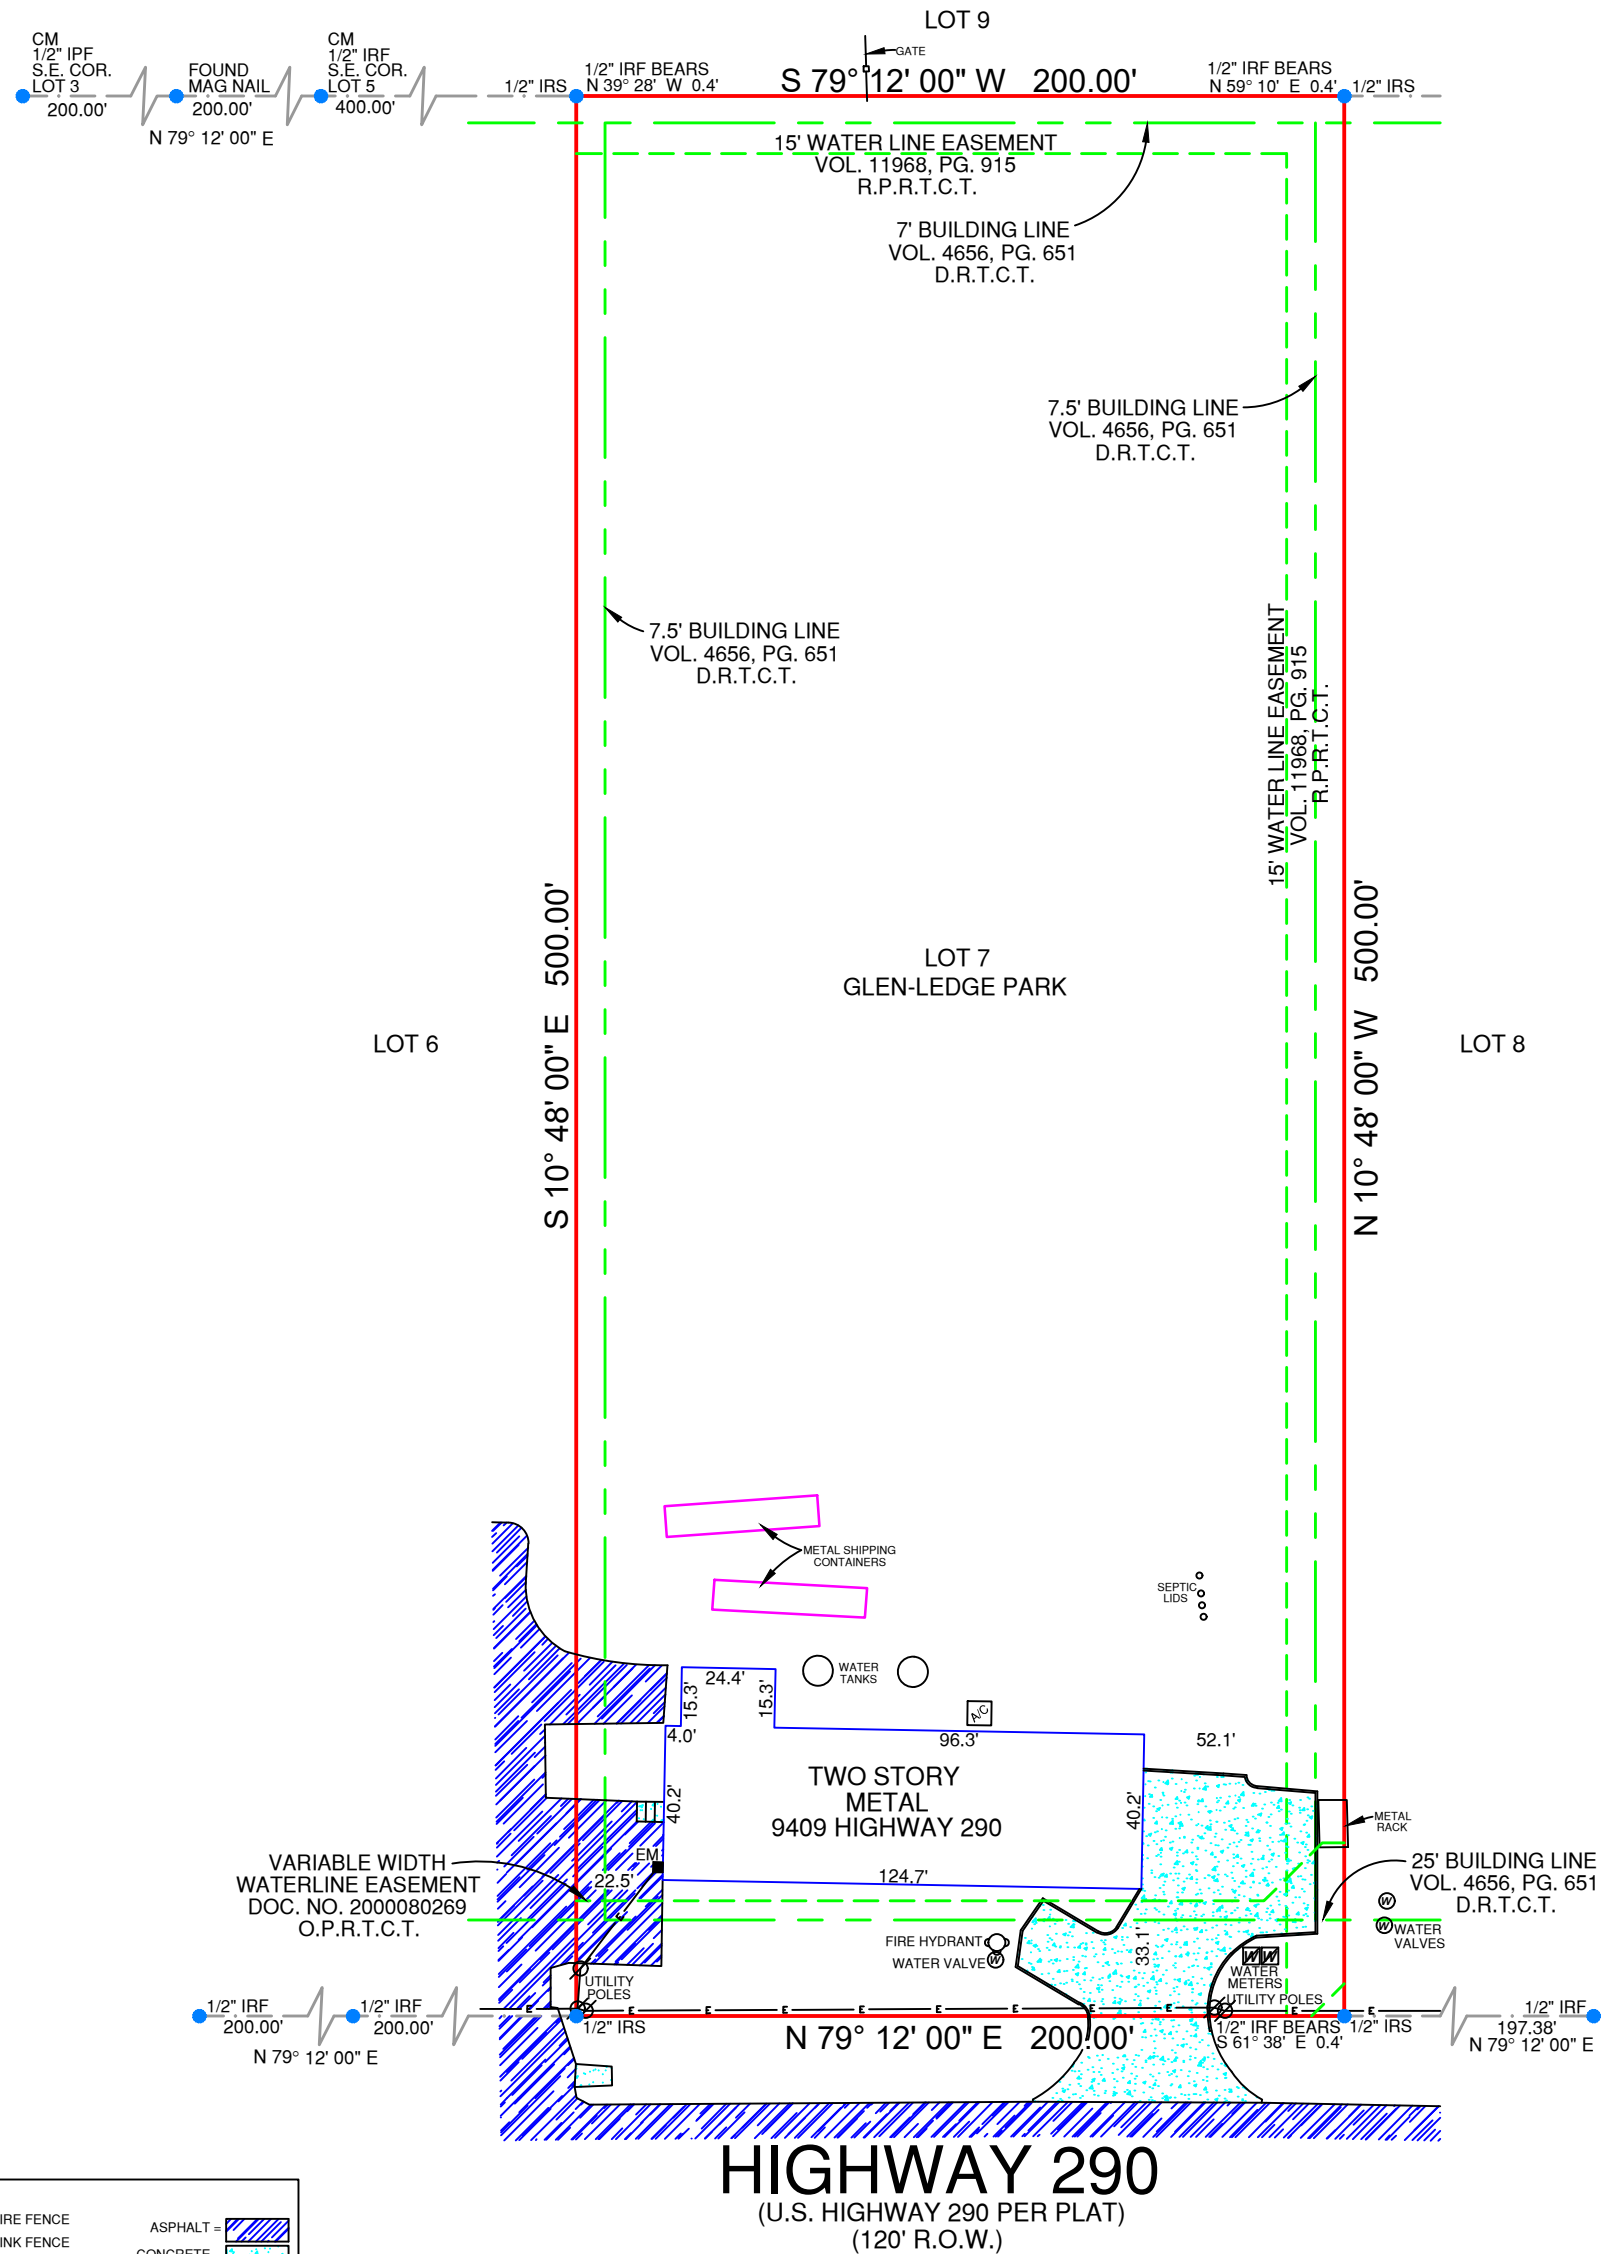 LOT 9
GATE
CM
1/2" IPF
S.E. COR.
LOT 3
200.00'
FOUND
MAG NAIL
200.00'
CM
1/2" IRF
S.E. COR.
LOT 5
400.00'
N 79° 12' 00" E
1/2" IRS
1/2" IRF BEARS
N 39° 28' W 0.4'
S 79° 12' 00" W 200.00'
1/2" IRF BEARS
N 59° 10' E 0.4'
1/2" IRS
15' WATER LINE EASEMENT
VOL. 11968, PG. 915
R.P.R.T.C.T.
7' BUILDING LINE
VOL. 4656, PG. 651
D.R.T.C.T.
7.5' BUILDING LINE
VOL. 4656, PG. 651
D.R.T.C.T.
7.5' BUILDING LINE
VOL. 4656, PG. 651
D.R.T.C.T.
15' WATER LINE EASEMENT
VOL. 11968, PG. 915
R.P.R.T.C.T.
S 10° 48' 00" E 500.00'
N 10° 48' 00" W 500.00'
LOT 7
GLEN-LEDGE PARK
LOT 6
LOT 8
METAL SHIPPING
CONTAINERS
SEPTIC
LIDS
WATER
TANKS
24.4'
15.3'
15.3'
4.0'
A/C
96.3'
52.1'
TWO STORY
METAL
9409 HIGHWAY 290
40.2'
40.2'
METAL
RACK
EM
22.5'
124.7'
VARIABLE WIDTH
WATERLINE EASEMENT
DOC. NO. 2000080269
O.P.R.T.C.T.
25' BUILDING LINE
VOL. 4656, PG. 651
D.R.T.C.T.
W
W
WATER
VALVES
FIRE HYDRANT
WATER VALVE
W
33.1'
W W
WATER
METERS
UTILITY
POLES
UTILITY POLES
E
E E E E E E E E E E E
1/2" IRF
200.00'
1/2" IRF
200.00'
N 79° 12' 00" E
1/2" IRS
N 79° 12' 00" E 200.00'
1/2" IRF BEARS
S 61° 38' E 0.4'
1/2" IRS
1/2" IRF
197.38'
N 79° 12' 00" E
HIGHWAY 290
(U.S. HIGHWAY 290 PER PLAT)
(120' R.O.W.)
IRE FENCE
INK FENCE
ASPHALT =
CONCRETE